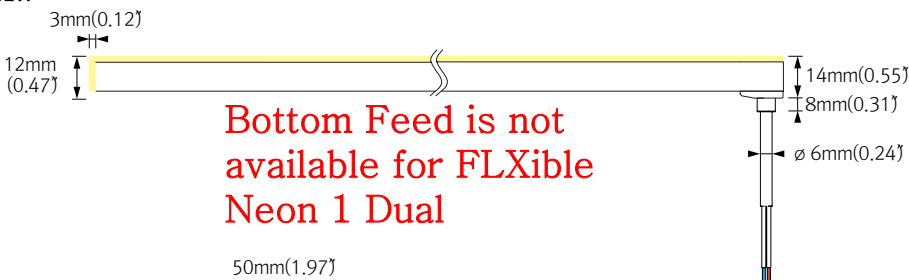 3mm(0.12")
12mm
(0.47")
14mm(0.55")
8mm(0.31")
Bottom Feed is not
available for FLXible
Neon 1 Dual
ø 6mm(0.24")
50mm(1.97")